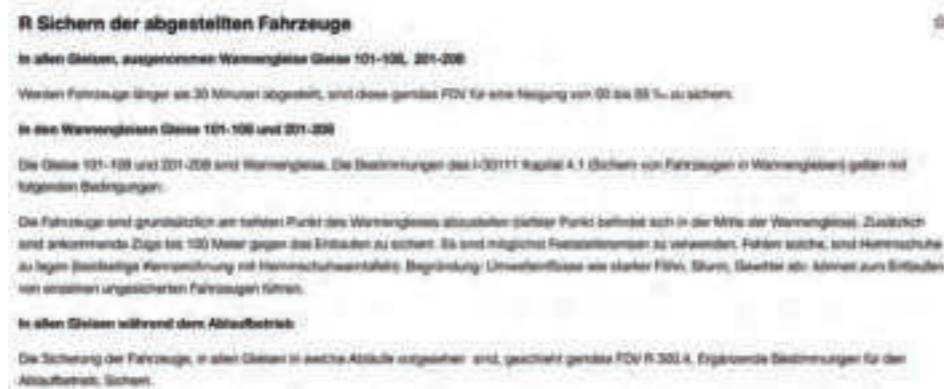 R Sichern der abgestellten Fahrzeuge
In allen Gleisen, ausgenommen Wannengleise Gleise 101-108, 201-208
Werden Fahrzeuge länger als 30 Minuten abgestellt, sind diese gemäss FDV für eine Neigung von ‰ zu sichern.
In den Wannengleisen Gleise 101-108 und 201-208
Die Gleise 101-108 und 201-208 sind Wannengleise. Die Bestimmungen des I-30111 Kapitel 4.1 (Sichern von Fahrzeugen in Wannengleisen) gelten mit
folgenden Bedingungen:
Die Fahrzeuge sind grundsätzlich am tiefsten Punkt des Wannengleises abzustellen (tiefster Punkt befindet sich in der Mitte der Wannengleise). Zusätzlich
sind ankommende Züge bis 100 Meter gegen das Entlaufen zu sichern. Es sind möglichst Feststellbremsen zu verwenden. Fehlen solche, sind Hemmschuhe
zu legen (beidseitige Kennzeichnung mit Hemmschuhwarntafeln). Begründung: Umwelteinflüsse wie starker Föhn, Sturm, Gewitter etc. können zum Entlaufen
von einzelnen ungesicherten Fahrzeugen führen.
In allen Gleisen während dem Ablaufbetrieb
Die Sicherung der Fahrzeuge, in allen Gleisen in welche Abläufe vorgesehen sind, geschieht gemäss FDV R 300.4, Ergänzende Bestimmungen für den
Ablaufbetrieb, Sichern.